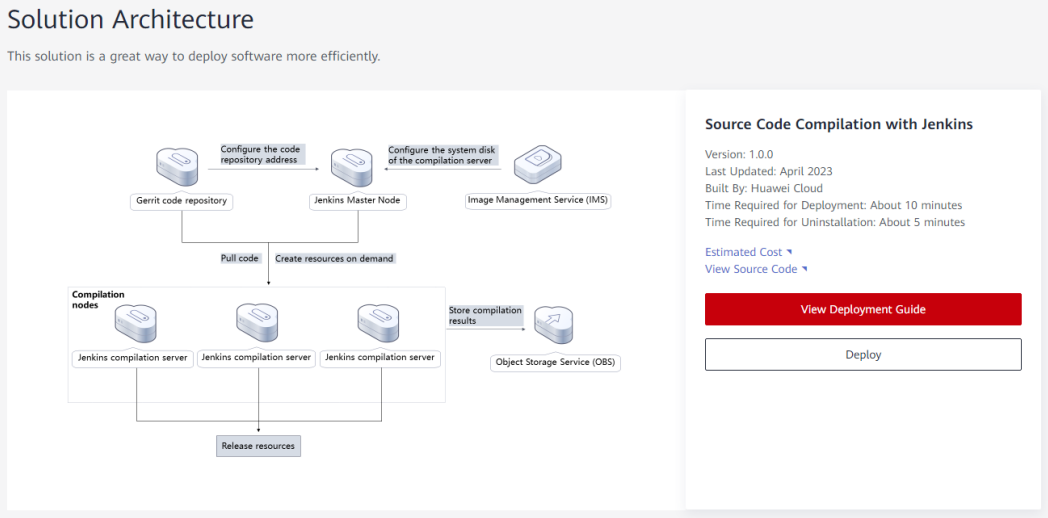 Solution Architecture
This solution is a great way to deploy software more efficiently.
Configure the code
repository address
Configure the system disk
of the compilation server
Gerrit code repository
Jenkins Master Node
Image Management Service (IMS)
Pull code
Create resources on demand
Compilation
nodes
Jenkins compilation server
Jenkins compilation server
Jenkins compilation server
Store compilation
results
Object Storage Service (OBS)
Release resources
Source Code Compilation with Jenkins
Version: 1.0.0
Last Updated: April 2023
Built By: Huawei Cloud
Time Required for Deployment: About 10 minutes
Time Required for Uninstallation: About 5 minutes
Estimated Cost
View Source Code
View Deployment Guide
Deploy